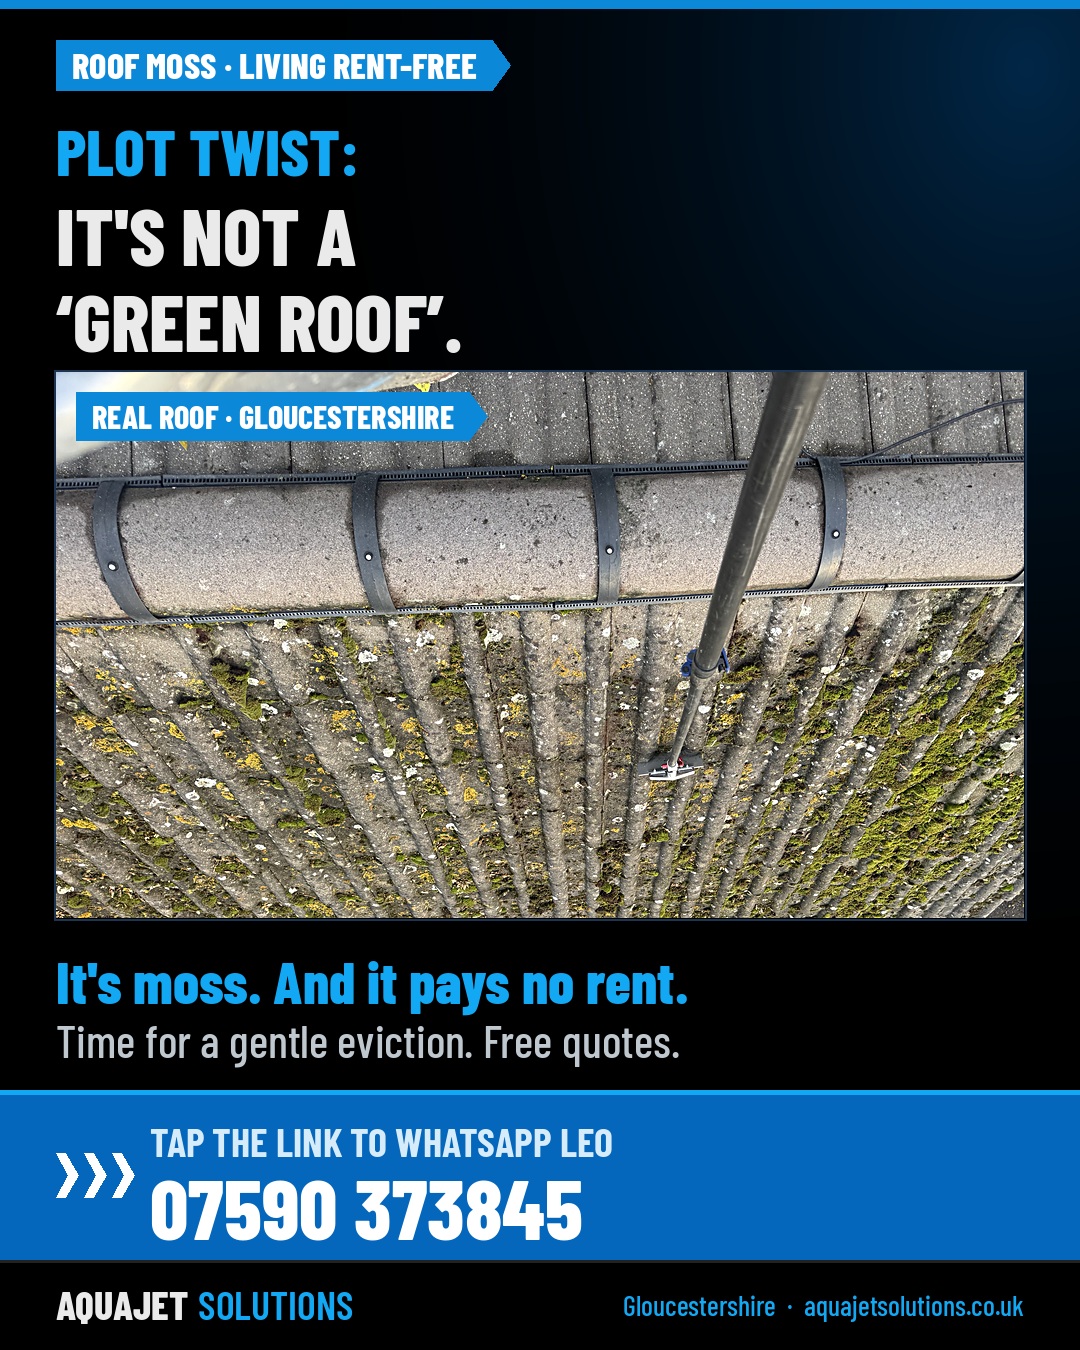 ROOF MOSS · LIVING RENT-FREE
PLOT TWIST:
IT'S NOT A
‘GREEN ROOF’.
REAL ROOF · GLOUCESTERSHIRE
It's moss. And it pays no rent.
Time for a gentle eviction. Free quotes.
TAP THE LINK TO WHATSAPP LEO
07590 373845
AQUAJET SOLUTIONS
Gloucestershire · aquajetsolutions.co.uk